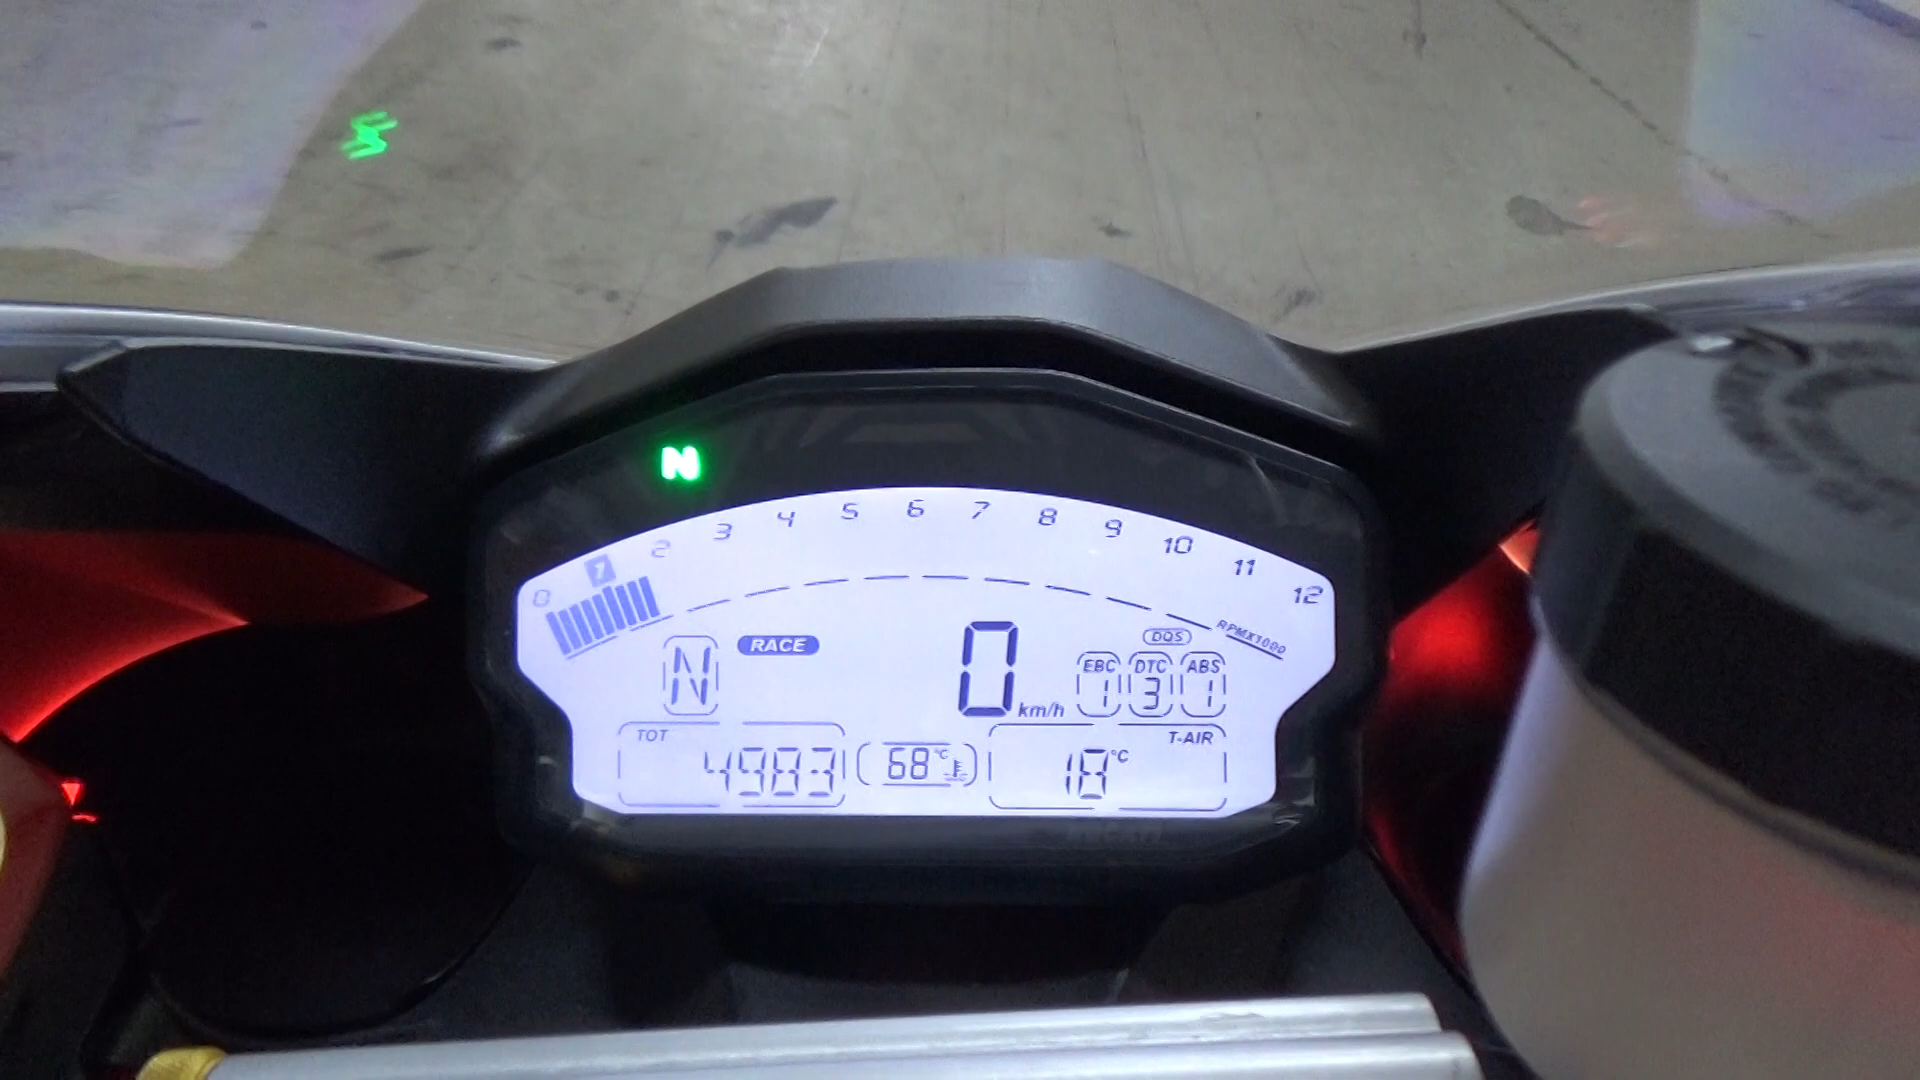 N
0 1 2 3 4 5 6 7 8 9 10 11 12
RPMX1000
N RACE 0 km/h DQS
EBC DTC ABS
1 3 1
TOT T-AIR
4983 68 °C 18 °C